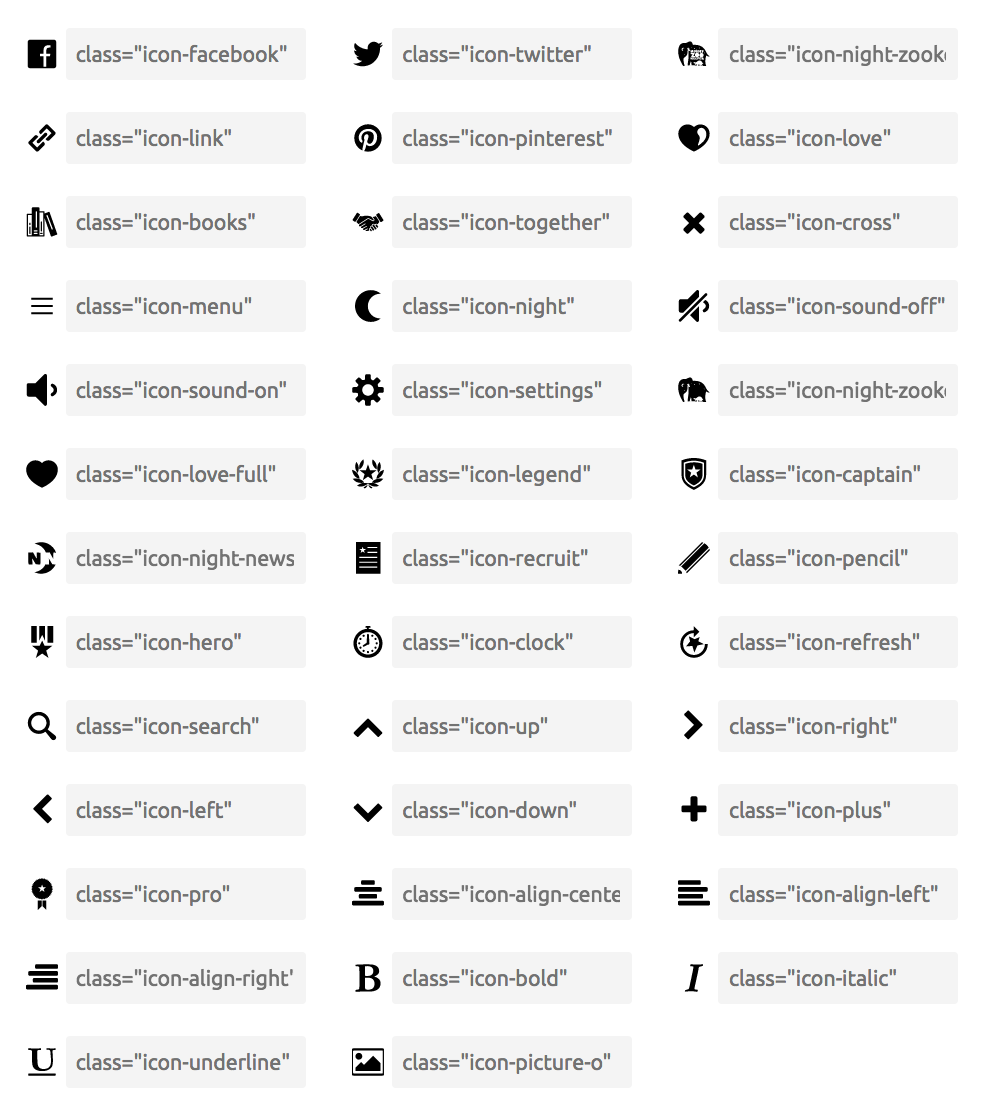 class="icon-facebook" class="icon-twitter" class="icon-night-zook
class="icon-link" class="icon-pinterest" class="icon-love"
class="icon-books" class="icon-together" class="icon-cross"
class="icon-menu" class="icon-night" class="icon-sound-off"
class="icon-sound-on" class="icon-settings" class="icon-night-zook
class="icon-love-full" class="icon-legend" class="icon-captain"
class="icon-night-news class="icon-recruit" class="icon-pencil"
class="icon-hero" class="icon-clock" class="icon-refresh"
class="icon-search" class="icon-up" class="icon-right"
class="icon-left" class="icon-down" class="icon-plus"
class="icon-pro" class="icon-align-cente class="icon-align-left"
class="icon-align-right" class="icon-bold" class="icon-italic"
class="icon-underline" class="icon-picture-o"